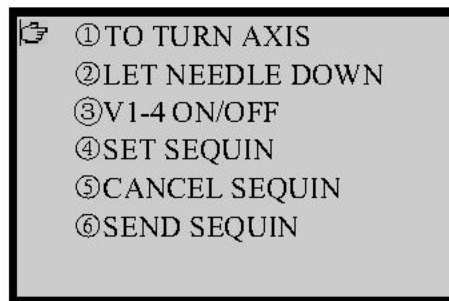 ①TO TURN AXIS
②LET NEEDLE DOWN
③V1-4 ON/OFF
④SET SEQUIN
⑤CANCEL SEQUIN
⑥SEND SEQUIN